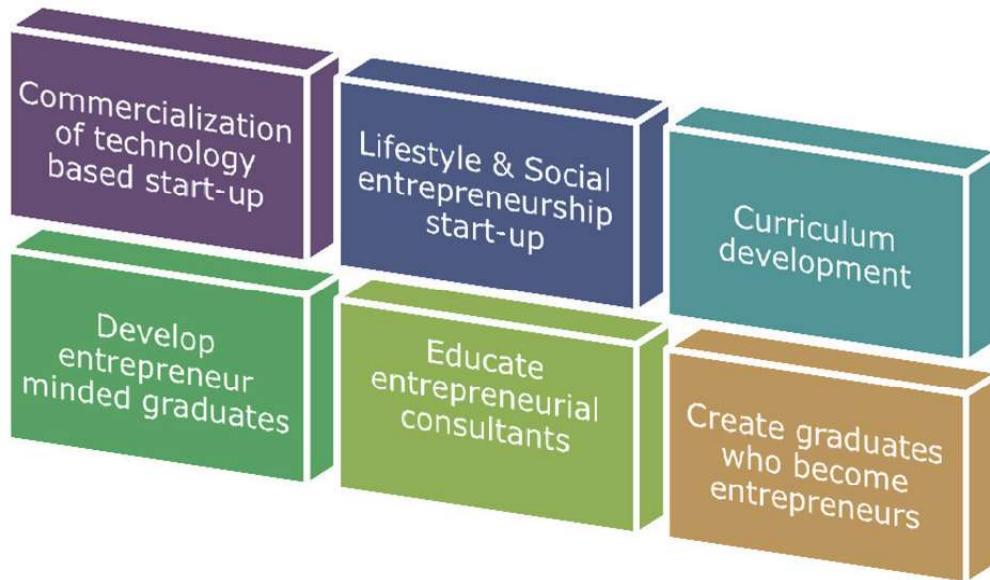 Commercialization
of technology
based start-up
Lifestyle & Social
entrepreneurship
start-up
Curriculum
development
Develop
entrepreneur
minded graduates
Educate
entrepreneurial
consultants
Create graduates
who become
entrepreneurs